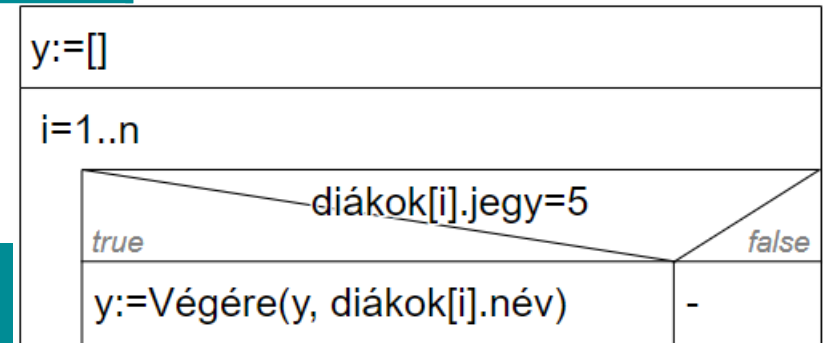 y:=[]
i=1..n
diákok[i].jegy=5
true
false
y:=Végére(y, diákok[i].név)
-